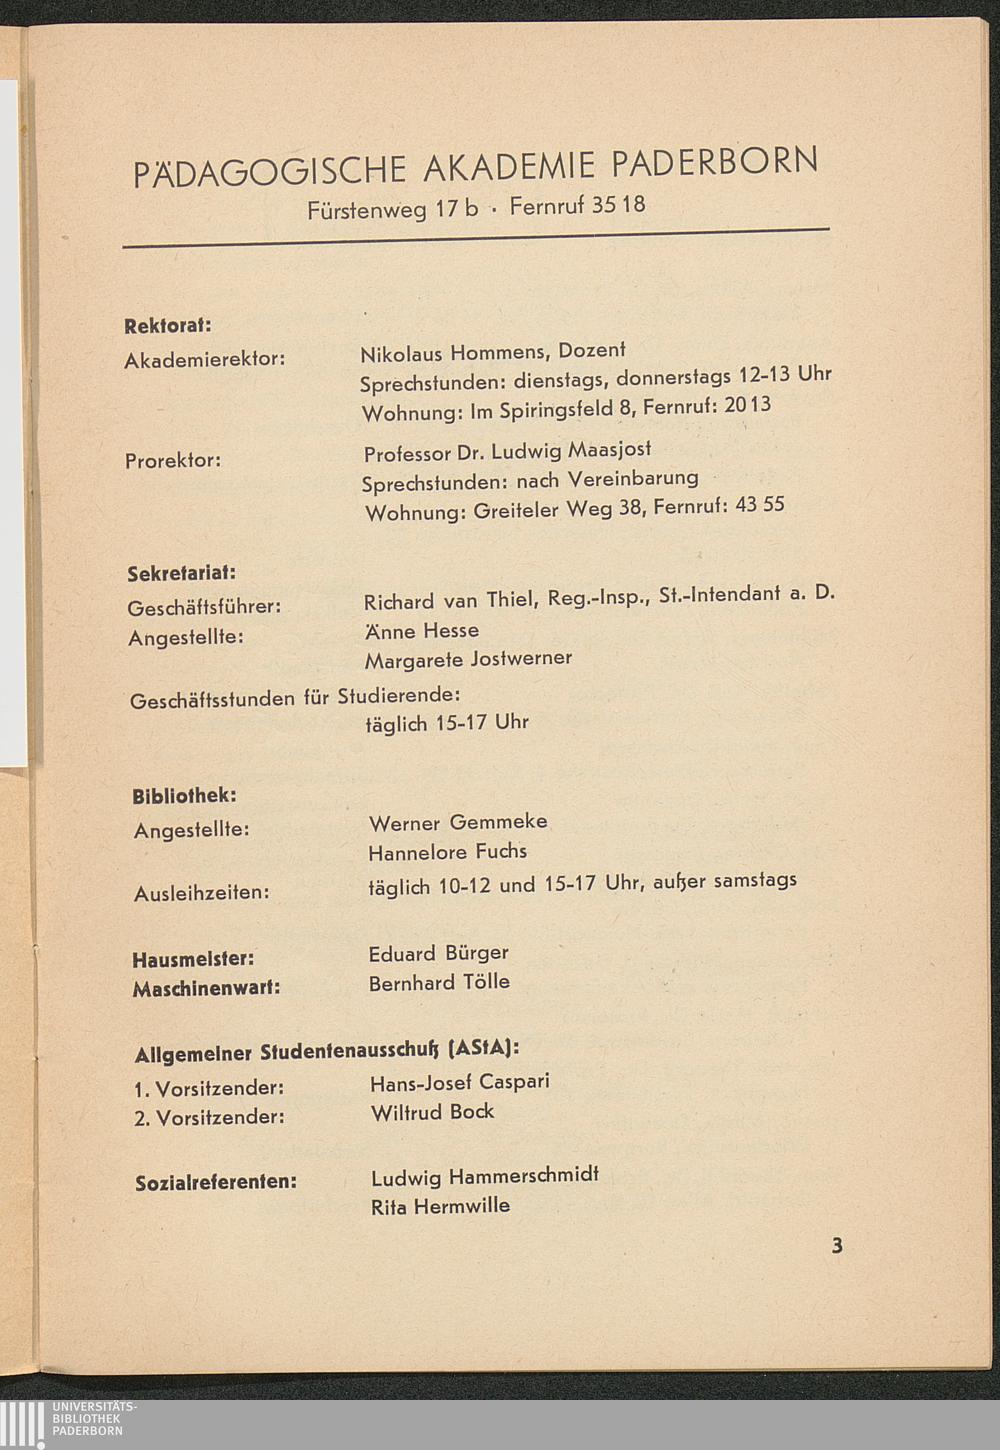 PÄDAGOGISCHE AKADEMIE PADERBORN
Fürstenweg 17 b · Fernruf 35 18
Rektorat:
Akademierektor: Nikolaus Hommens, Dozent
Sprechstunden: dienstags, donnerstags 12-13 Uhr
Wohnung: Im Spiringsfeld 8, Fernruf: 20 13
Prorektor: Professor Dr. Ludwig Maasjost
Sprechstunden: nach Vereinbarung
Wohnung: Greiteler Weg 38, Fernruf: 43 55
Sekretariat:
Geschäftsführer: Richard van Thiel, Reg.-Insp., St.-Intendant a. D.
Angestellte: Änne Hesse
Margarete Jostwerner
Geschäftsstunden für Studierende:
täglich 15-17 Uhr
Bibliothek:
Angestellte: Werner Gemmeke
Hannelore Fuchs
Ausleihzeiten: täglich 10-12 und 15-17 Uhr, außer samstags
Hausmeister: Eduard Bürger
Maschinenwart: Bernhard Tölle
Allgemeiner Studentenausschuß (AStA):
1. Vorsitzender: Hans-Josef Caspari
2. Vorsitzender: Wiltrud Bock
Sozialreferenten: Ludwig Hammerschmidt
Rita Hermwille
3
UNIVERSITÄTS-
BIBLIOTHEK
PADERBORN